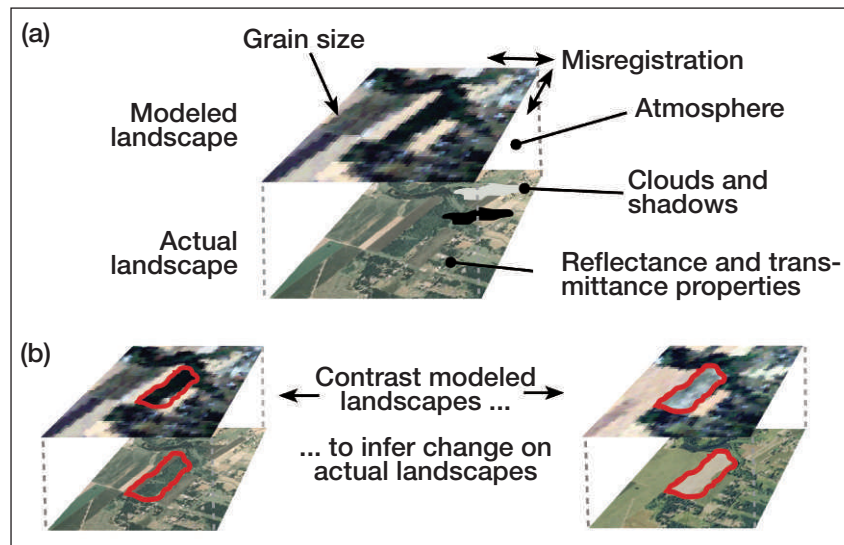 (a)
Grain size
Misregistration
Modeled
landscape
Atmosphere
Clouds and
shadows
Actual
landscape
Reflectance and trans-
mittance properties
(b)
Contrast modeled
landscapes ...
... to infer change on
actual landscapes